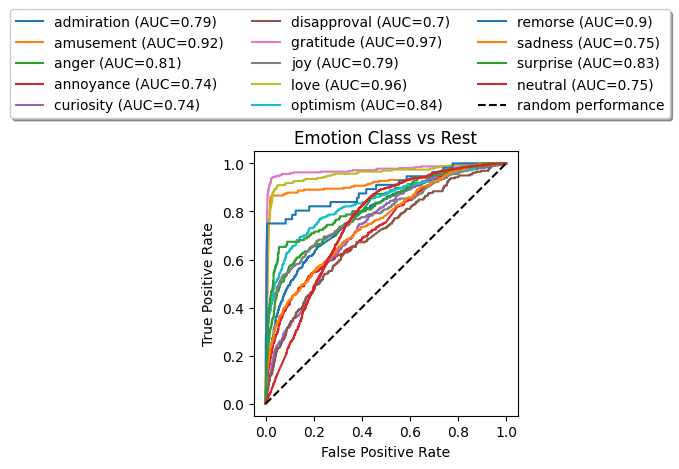 admiration (AUC=0.79) disapproval (AUC=0.7) remorse (AUC=0.9)
amusement (AUC=0.92) gratitude (AUC=0.97) sadness (AUC=0.75)
anger (AUC=0.81) joy (AUC=0.79) surprise (AUC=0.83)
annoyance (AUC=0.74) love (AUC=0.96) neutral (AUC=0.75)
curiosity (AUC=0.74) optimism (AUC=0.84) random performance
Emotion Class vs Rest
1.0
0.8
0.6
0.4
0.2
0.0
True Positive Rate
0.0 0.2 0.4 0.6 0.8 1.0
False Positive Rate